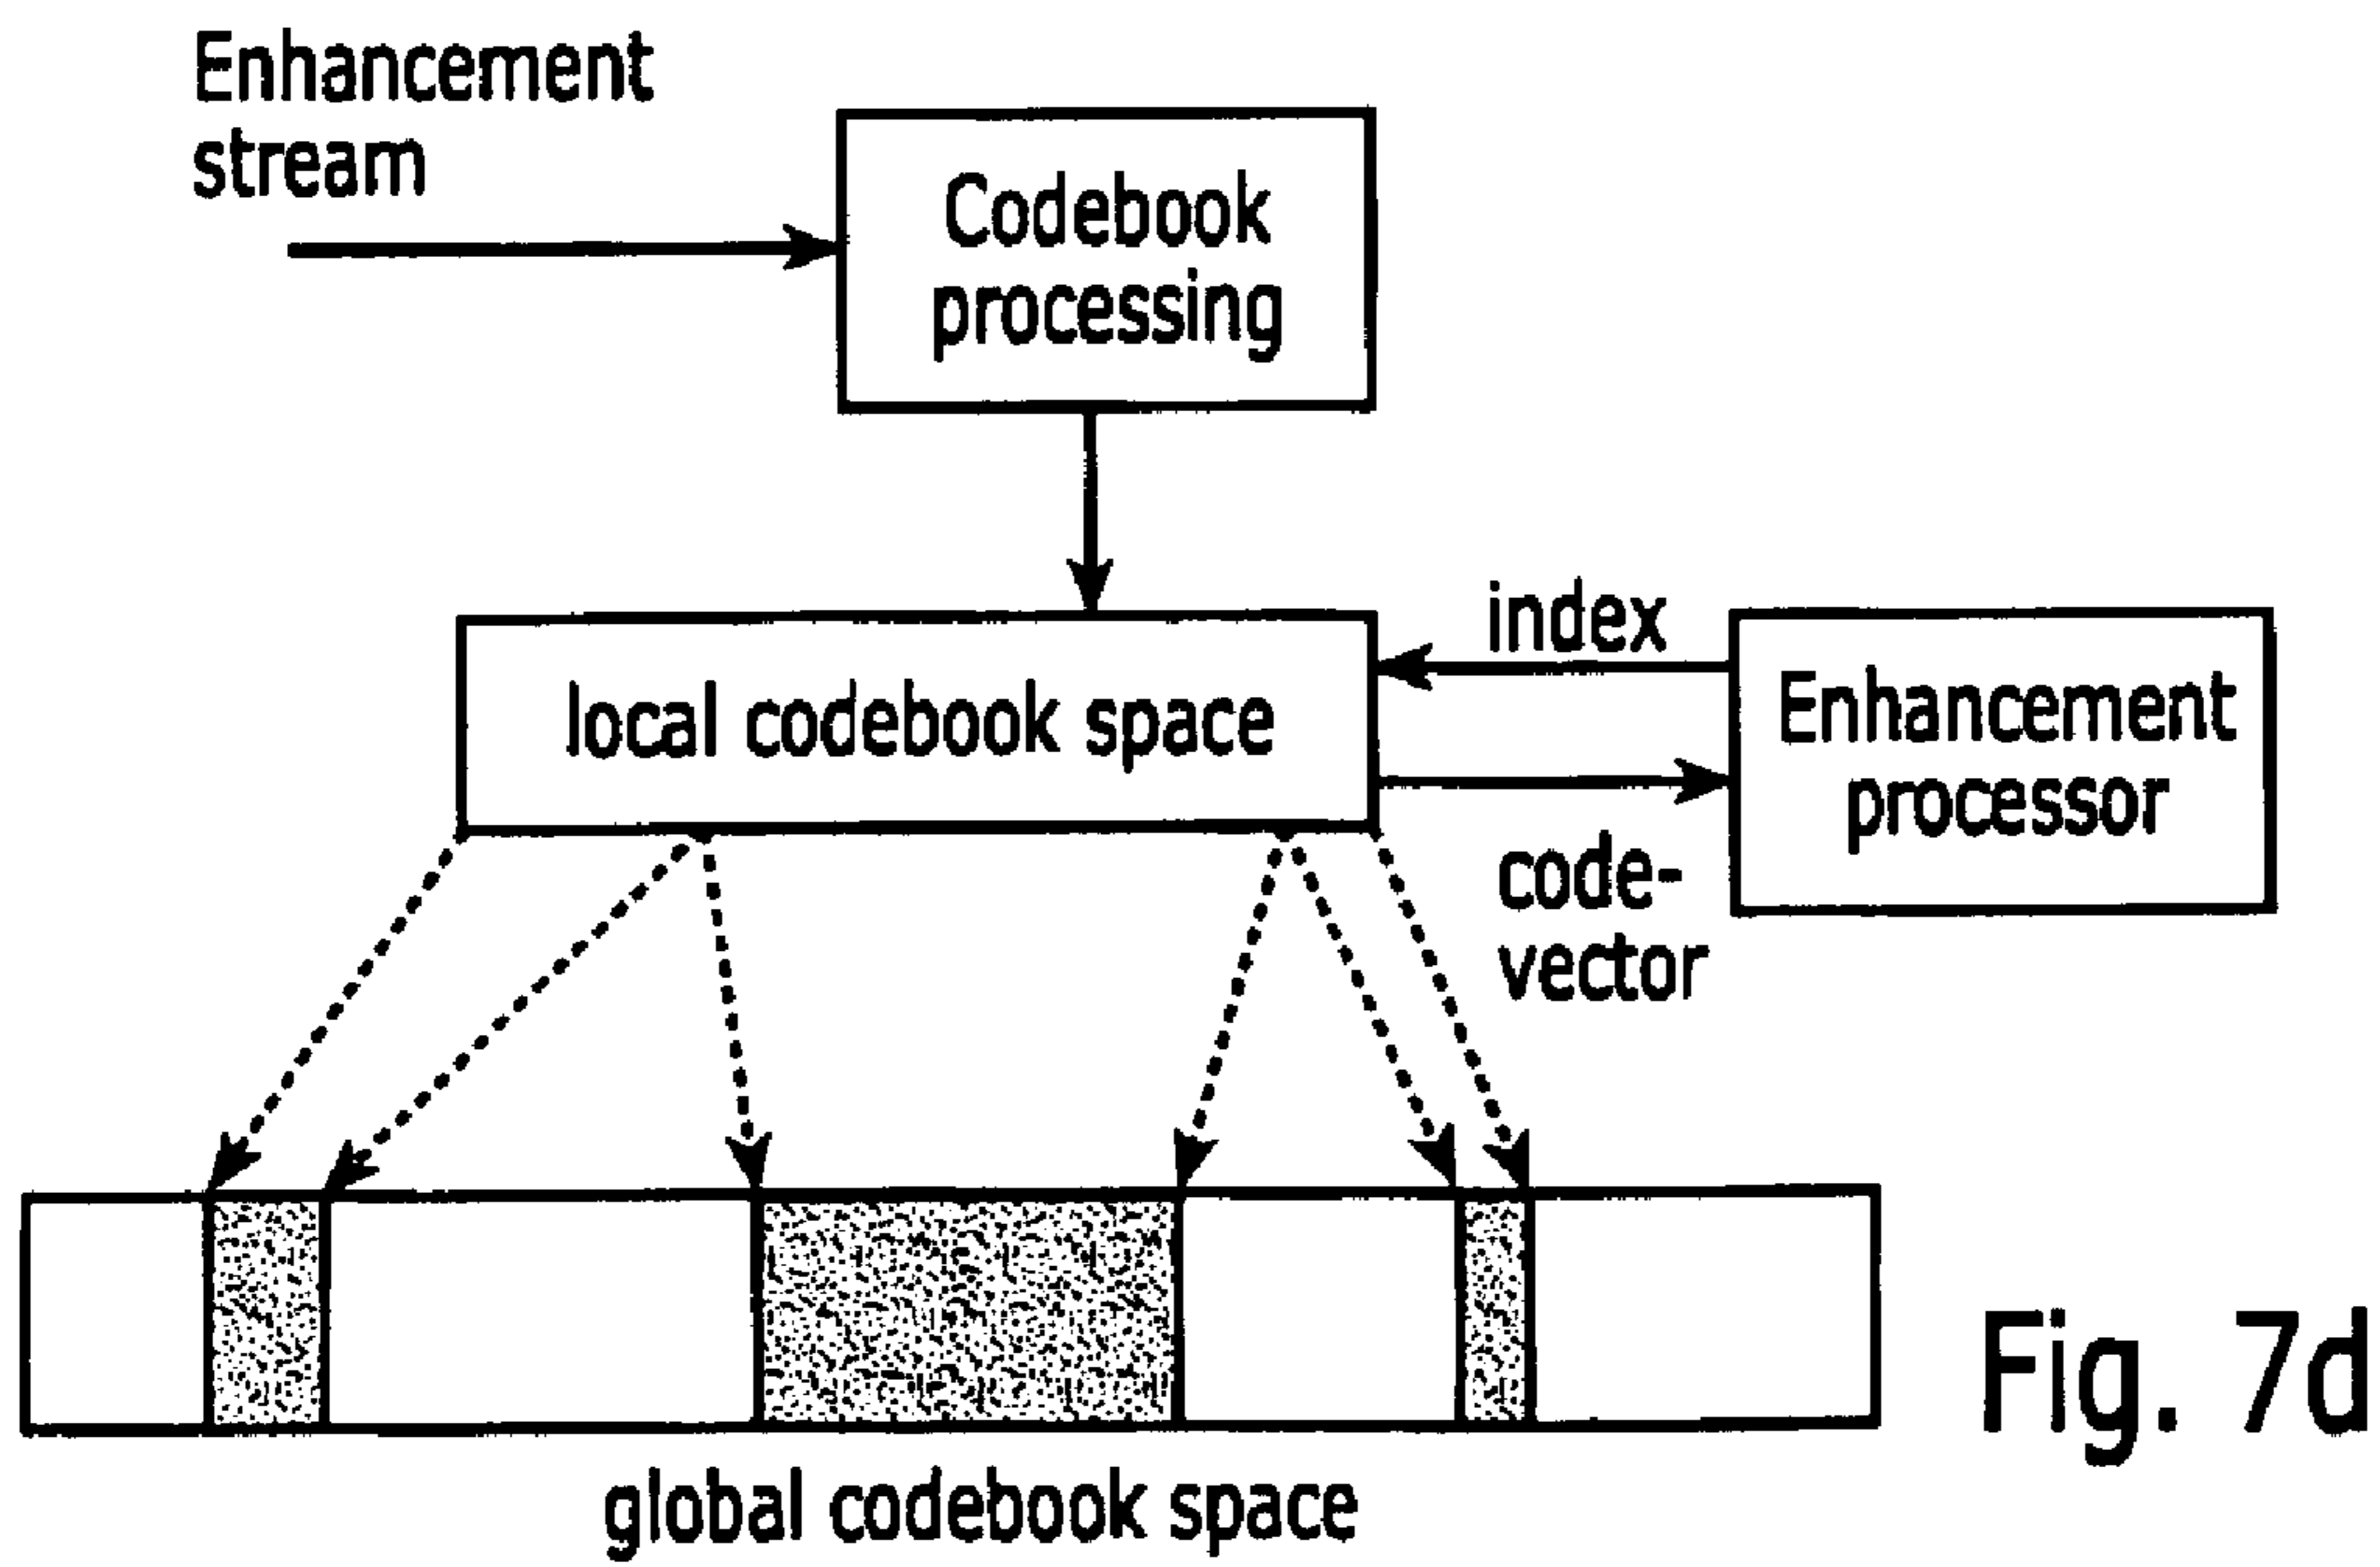 Enhancement
stream
Codebook
processing
local codebook space
index
Enhancement
processor
code-
vector
global codebook space
Fig. 7d